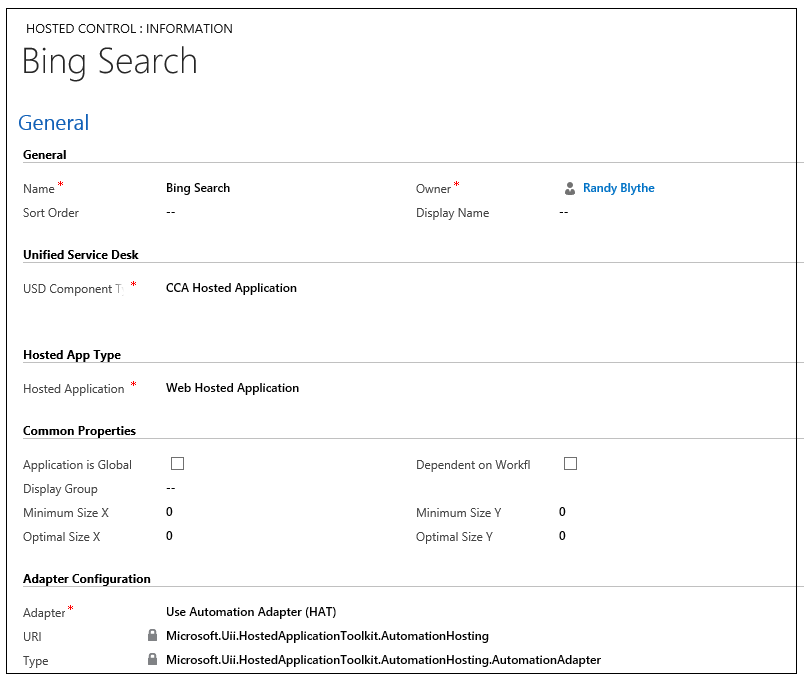 HOSTED CONTROL : INFORMATION
Bing Search
General
General
Name * Bing Search Owner * Randy Blythe
Sort Order -- Display Name --
Unified Service Desk
USD Component Ty * CCA Hosted Application
Hosted App Type
Hosted Application * Web Hosted Application
Common Properties
Application is Global Dependent on Workfl
Display Group --
Minimum Size X 0 Minimum Size Y 0
Optimal Size X 0 Optimal Size Y 0
Adapter Configuration
Adapter * Use Automation Adapter (HAT)
URI Microsoft.Uii.HostedApplicationToolkit.AutomationHosting
Type Microsoft.Uii.HostedApplicationToolkit.AutomationHosting.AutomationAdapter